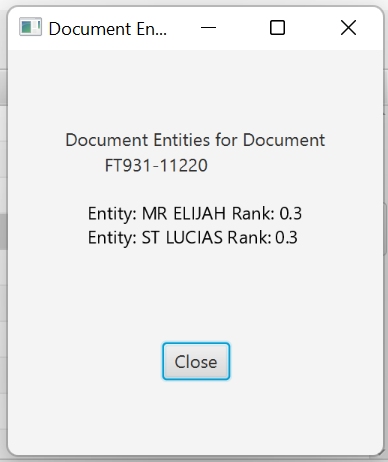 Document En...
Document Entities for Document
FT931-11220
Entity: MR ELIJAH Rank: 0.3
Entity: ST LUCIAS Rank: 0.3
Close